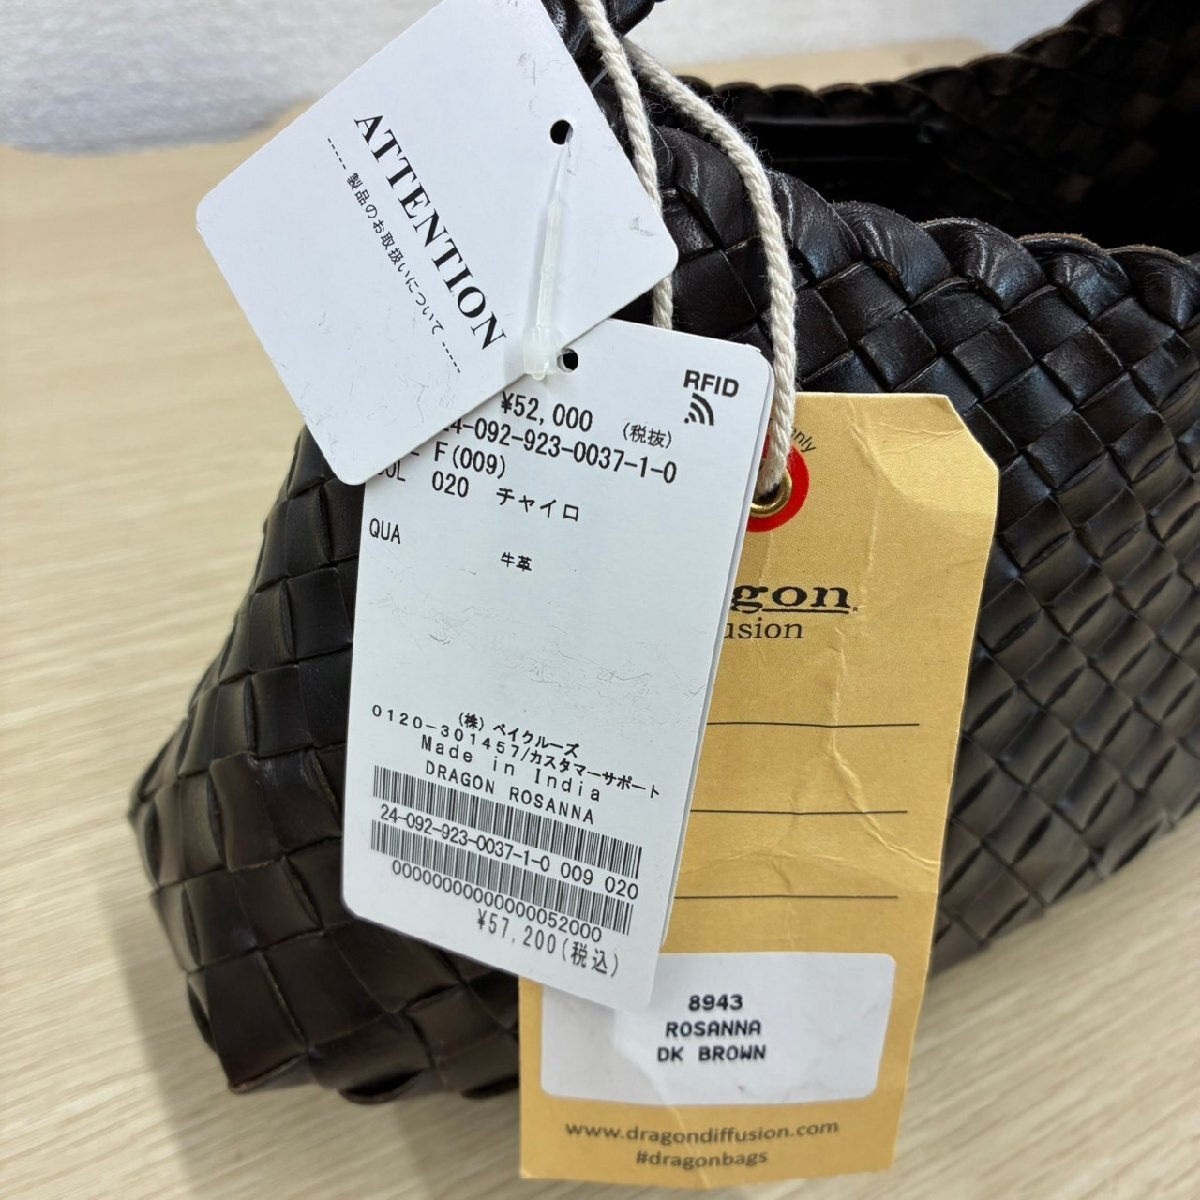 ATTENTION
----- 製品のお取扱いについて -----
RFID
¥52,000 (税抜)
24-092-923-0037-1-0
F(009)
020 チャイロ
QUA
牛革
(株)ベイクルーズ
0120-301457/カスタマーサポート
Made in India
DRAGON ROSANNA
24-092-923-0037-1-0 009 020
0000000000000052000
¥57,200(税込)
only
gon
usion
8943
ROSANNA
DK BROWN
www.dragondiffusion.com
#dragonbags